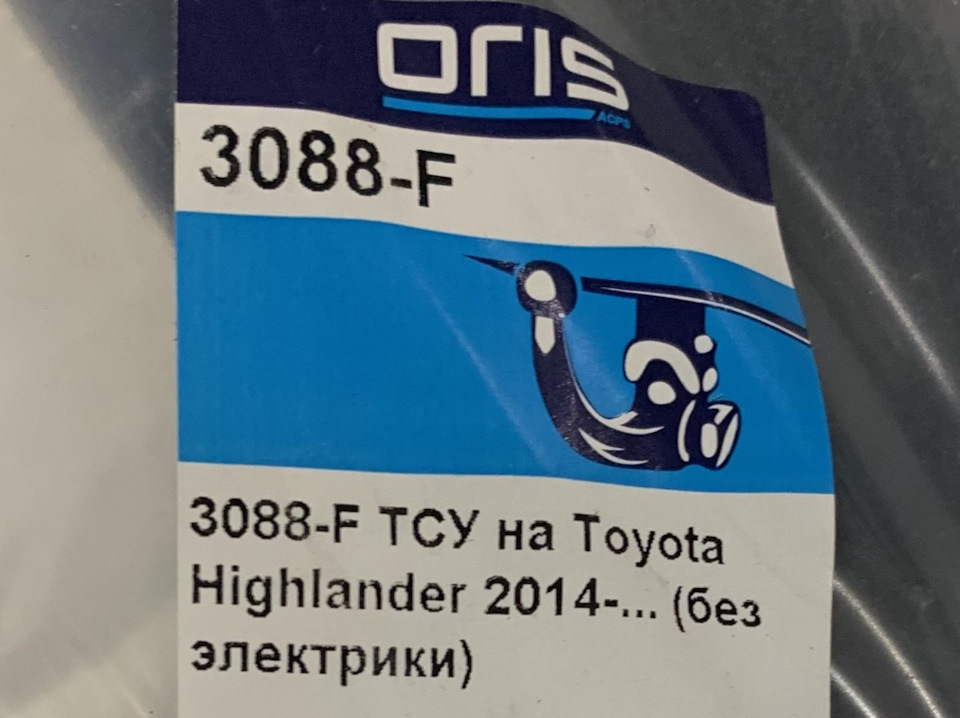 ORIS
ACPS
3088-F
3088-F ТСУ на Toyota
Highlander 2014-... (без
электрики)